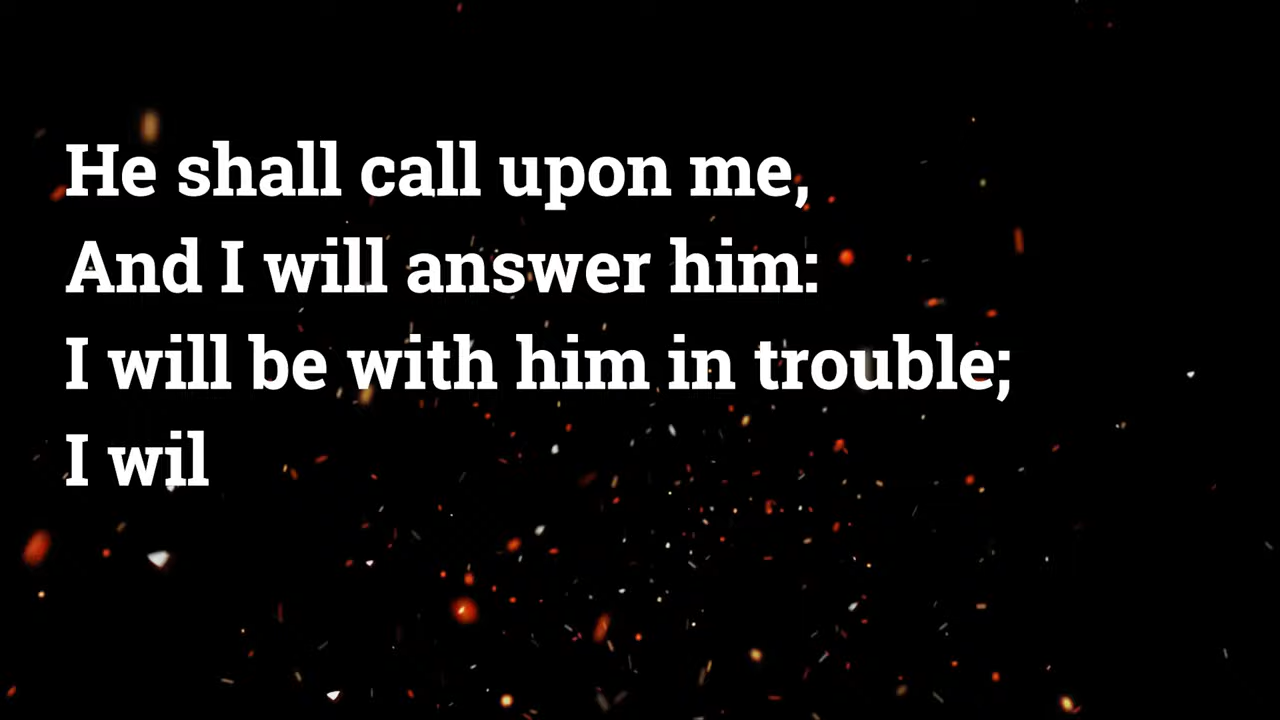 He shall call upon me,
And I will answer him:
I will be with him in trouble;
I wil